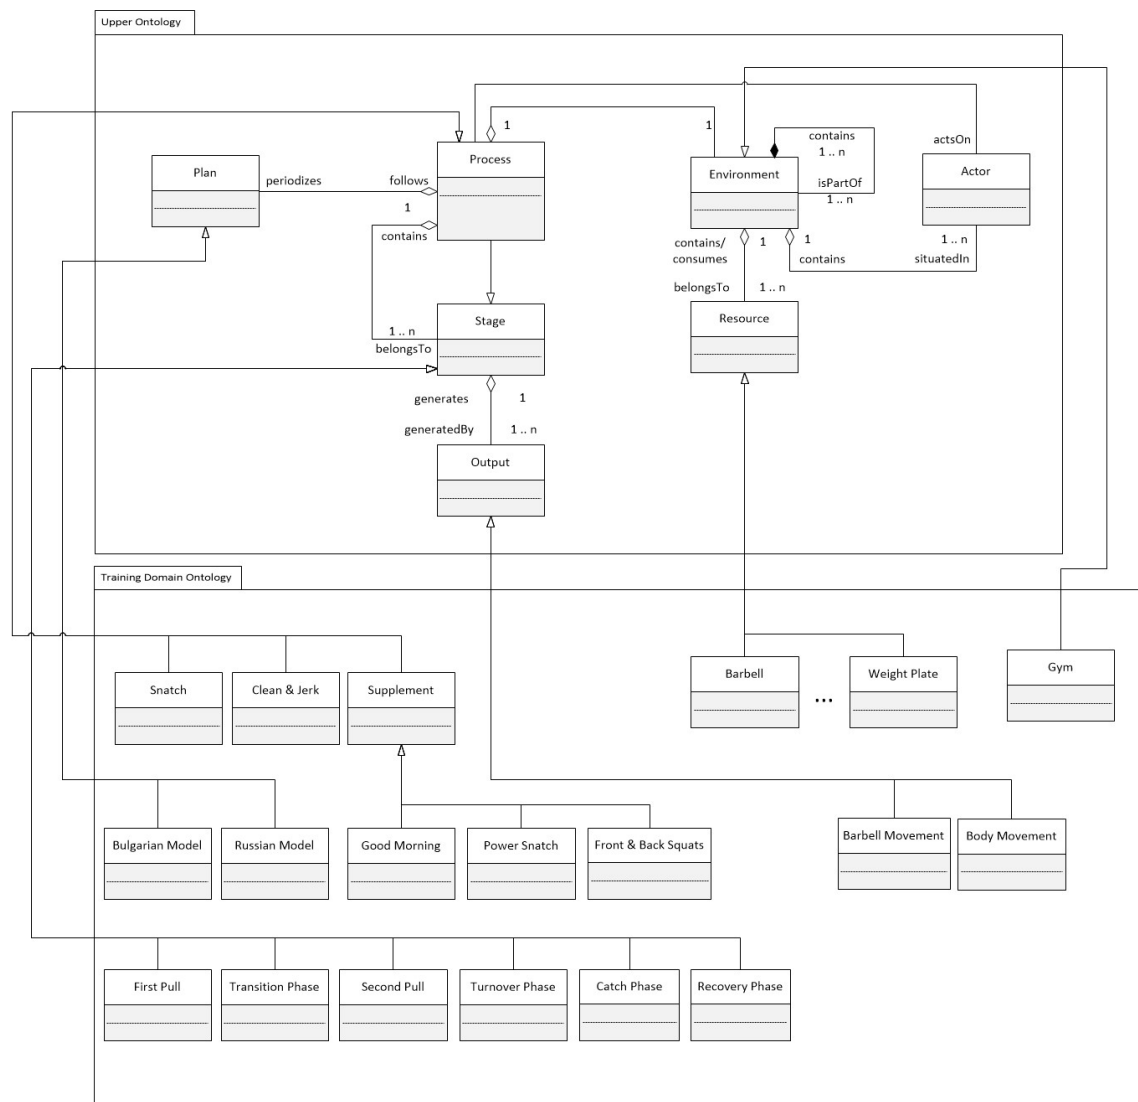 Upper Ontology
1
1
contains
1 .. n
actsOn
Process
Plan
Environment
Actor
periodizes
follows
isPartOf
1 .. n
1
contains
contains/
consumes
1
1
contains
1 .. n
situatedIn
belongsTo
1 .. n
Stage
Resource
1 .. n
belongsTo
generates
1
generatedBy
1 .. n
Output
Training Domain Ontology
Snatch
Clean & Jerk
Supplement
Barbell
...
Weight Plate
Gym
Bulgarian Model
Russian Model
Good Morning
Power Snatch
Front & Back Squats
Barbell Movement
Body Movement
First Pull
Transition Phase
Second Pull
Turnover Phase
Catch Phase
Recovery Phase